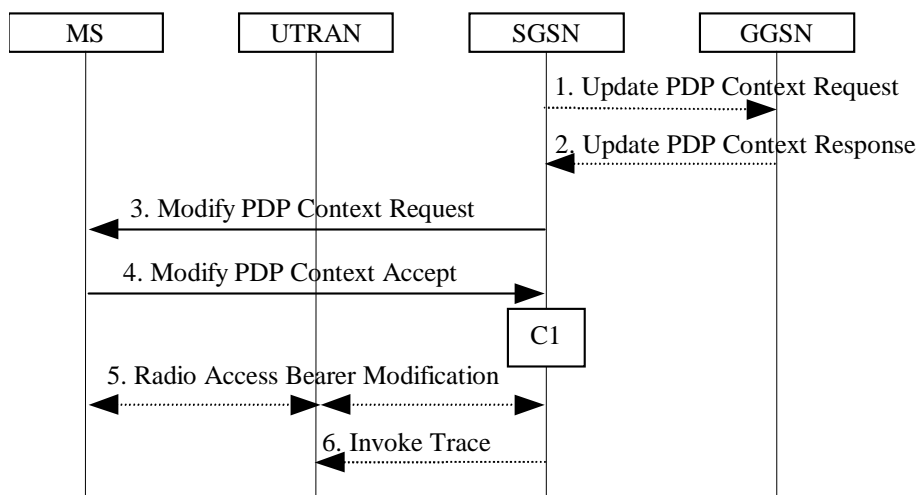 MS
UTRAN
SGSN
GGSN
1. Update PDP Context Request
2. Update PDP Context Response
3. Modify PDP Context Request
4. Modify PDP Context Accept
C1
5. Radio Access Bearer Modification
6. Invoke Trace